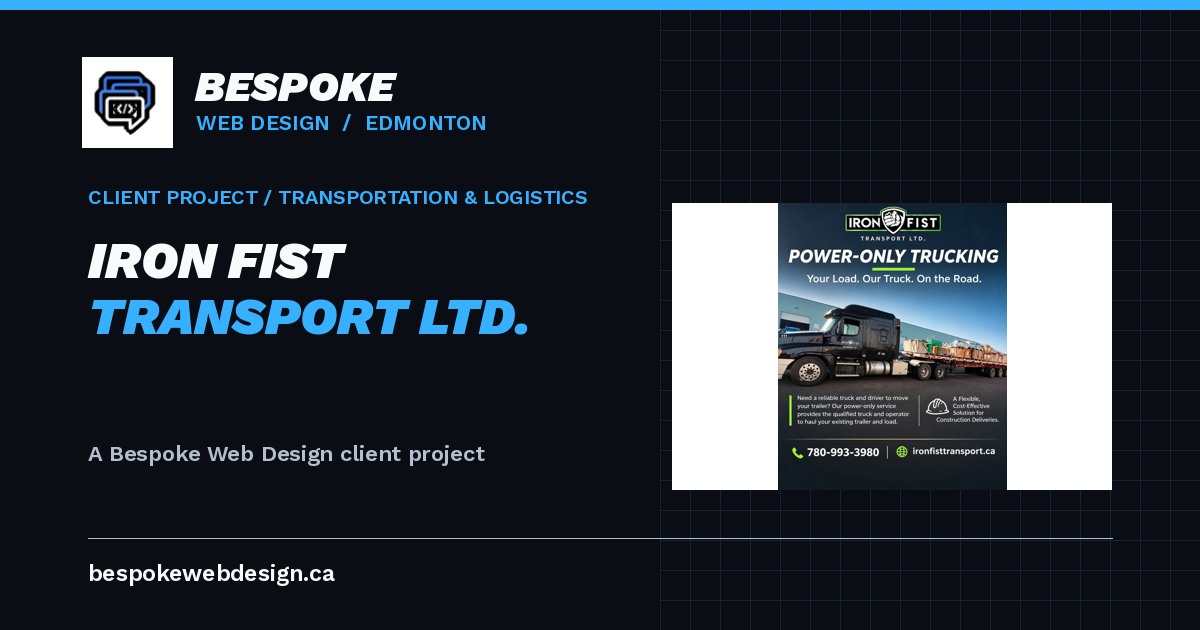 </>
BESPOKE
WEB DESIGN / EDMONTON
CLIENT PROJECT / TRANSPORTATION & LOGISTICS
IRON FIST
TRANSPORT LTD.
A Bespoke Web Design client project
bespokewebdesign.ca
IRON FIST
TRANSPORT LTD.
POWER-ONLY TRUCKING
Your Load. Our Truck. On the Road.
Need a reliable truck and driver to move
your trailer? Our power-only service
provides the qualified truck and operator
to haul your existing trailer and load.
A Flexible,
Cost-Effective
Solution for
Construction Deliveries.
780-993-3980
ironfisttransport.ca